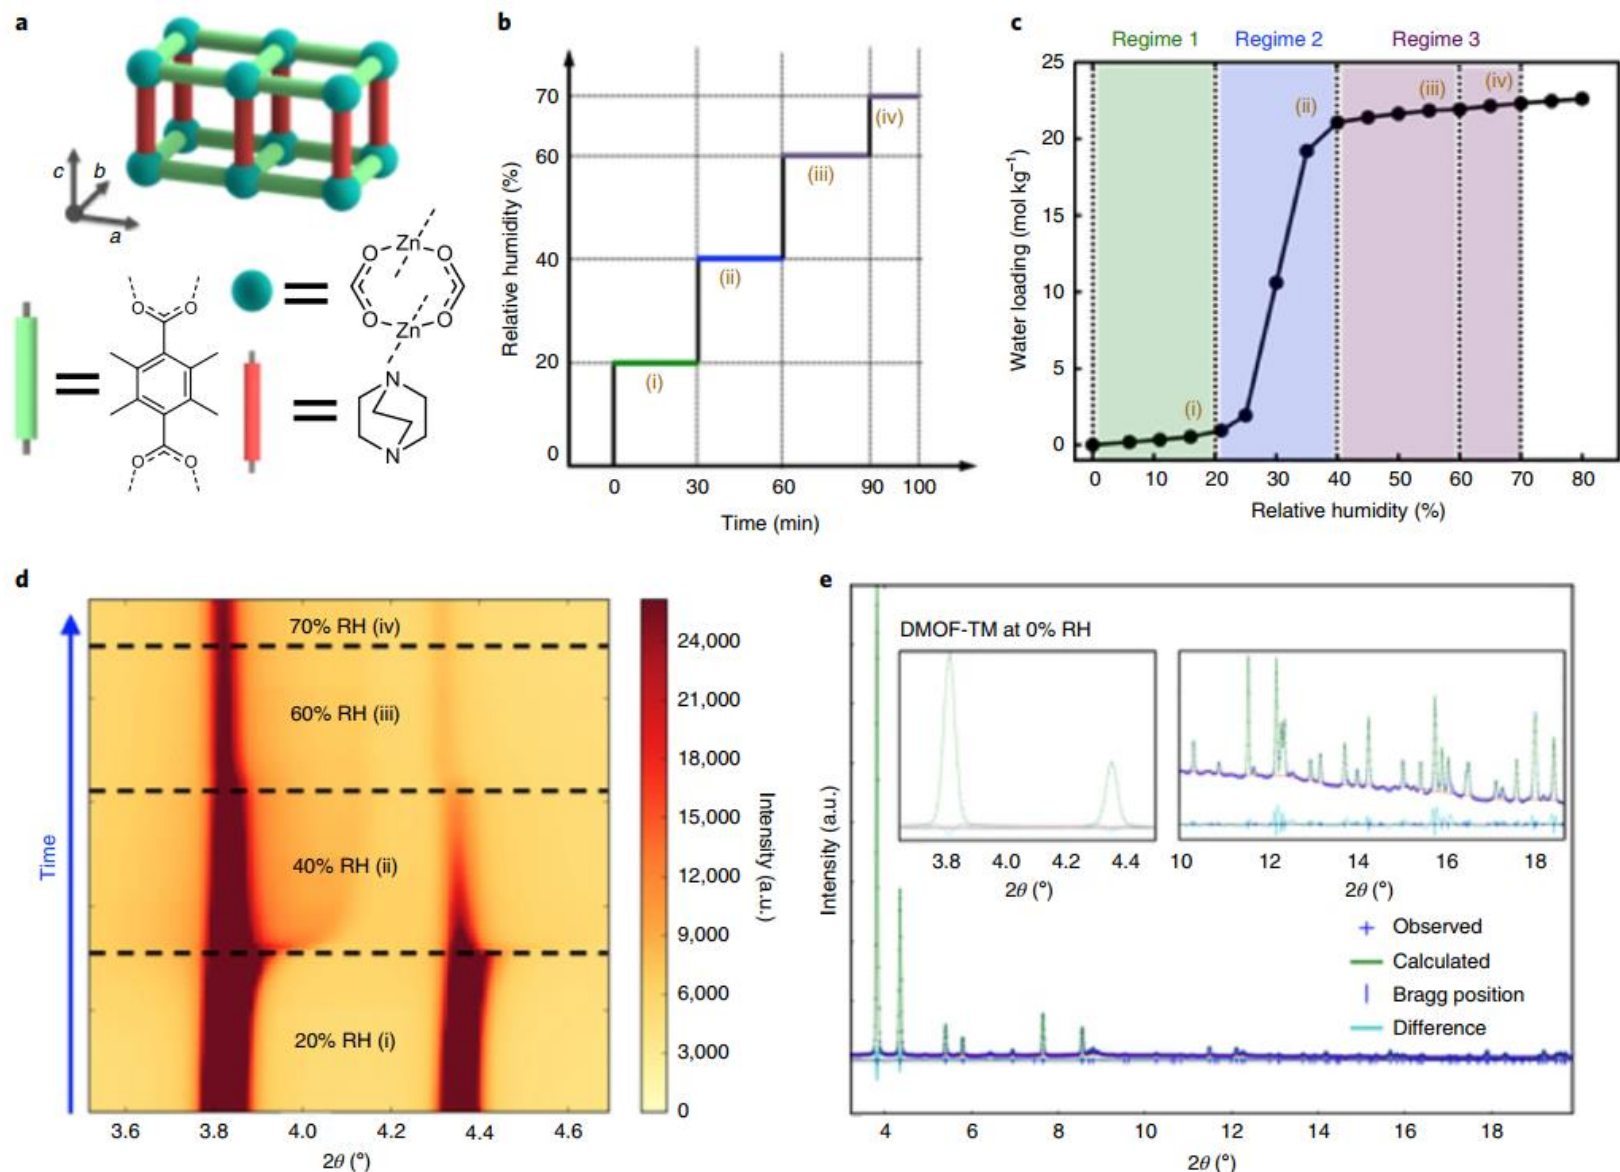 a
c
b
a
Zn
O
O
O
O
Zn
N
N
O
O
O
O
b
Relative humidity (%)
70
60
40
20
0
(i)
(ii)
(iii)
(iv)
0 30 60 90 100
Time (min)
c
Regime 1 Regime 2 Regime 3
Water loading (mol kg⁻¹)
25
20
15
10
5
0
(i)
(ii)
(iii)
(iv)
0 10 20 30 40 50 60 70 80
Relative humidity (%)
d
Time
70% RH (iv)
60% RH (iii)
40% RH (ii)
20% RH (i)
3.6 3.8 4.0 4.2 4.4 4.6
2θ (°)
24,000
21,000
18,000
15,000
12,000
9,000
6,000
3,000
0
Intensity (a.u.)
e
Intensity (a.u.)
DMOF-TM at 0% RH
3.8 4.0 4.2 4.4
2θ (°)
10 12 14 16 18
2θ (°)
Observed
Calculated
Bragg position
Difference
4 6 8 10 12 14 16 18
2θ (°)